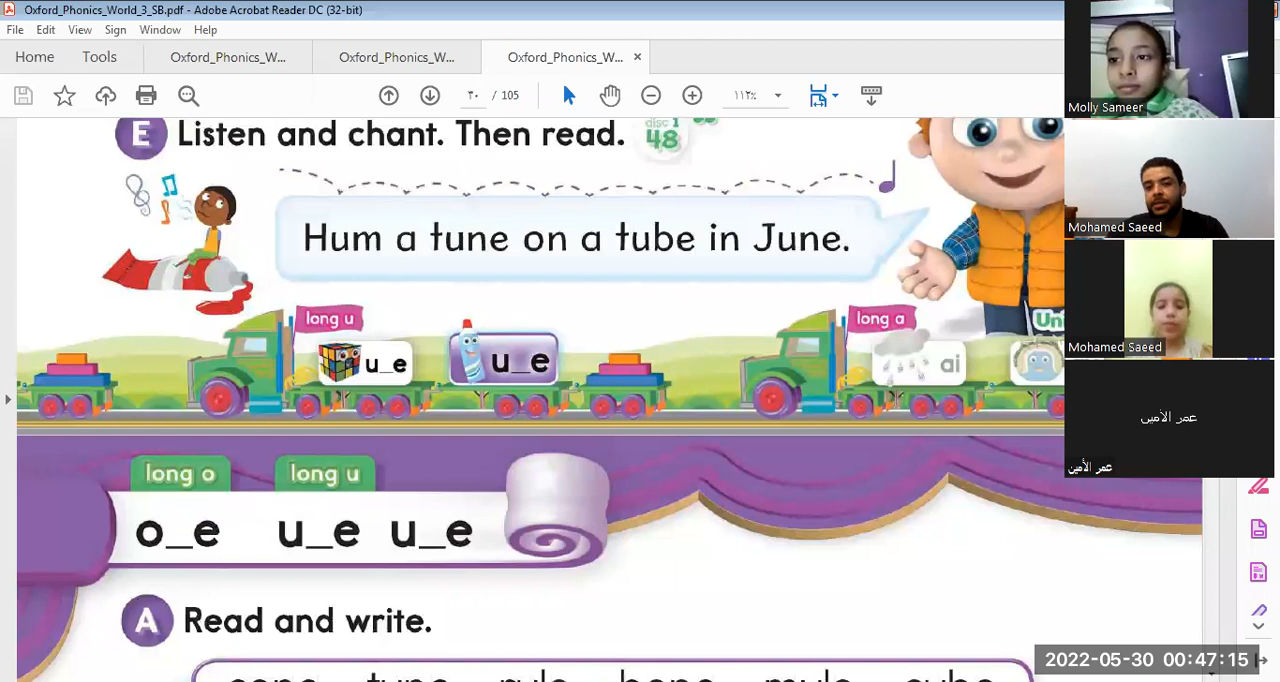 Oxford_Phonics_World_3_SB.pdf - Adobe Acrobat Reader DC (32-bit)
File Edit View Sign Window Help
Home Tools Oxford_Phonics_W... Oxford_Phonics_W... Oxford_Phonics_W... ×
٣٠ / 105 ١١٢٪
E Listen and chant. Then read. disc 1
48
Hum a tune on a tube in June.
long u long a
u_e u_e ai
long o long u
o_e u_e u_e
A Read and write.
Molly Sameer
Mohamed Saeed
Mohamed Saeed
عمر الأمين
عمر الأمين
2022-05-30 00:47:15